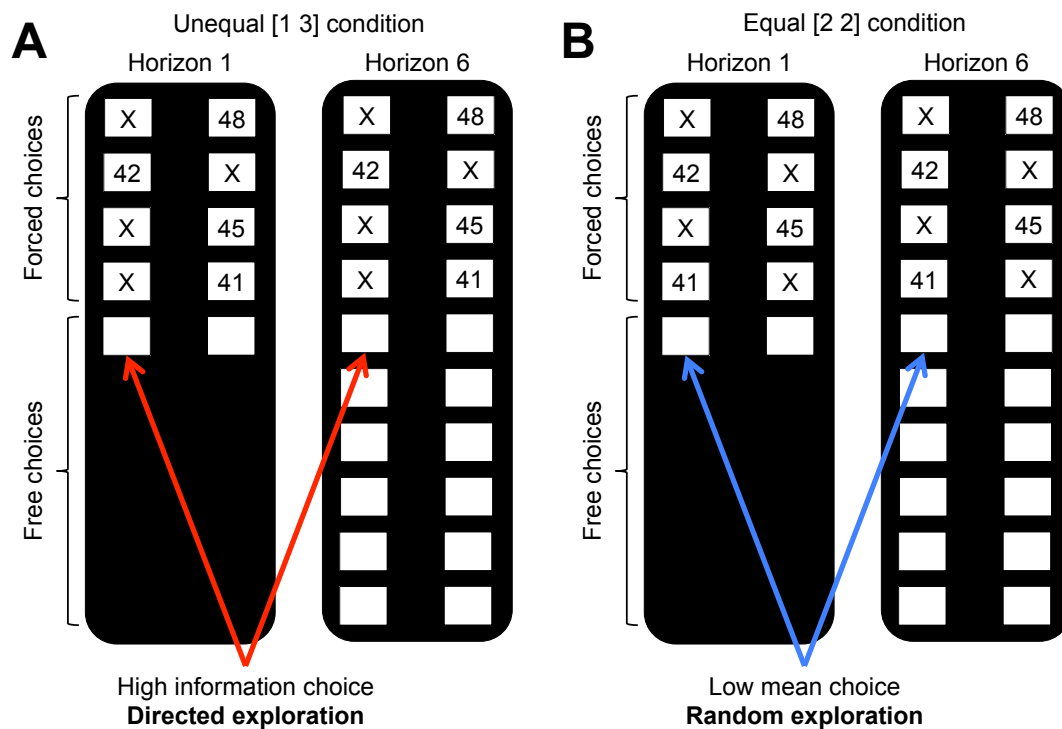 A
Unequal [1 3] condition
Horizon 1
Horizon 6
Forced choices
X 48 X 48
42 X 42 X
X 45 X 45
X 41 X 41
Free choices
High information choice
Directed exploration
B
Equal [2 2] condition
Horizon 1
Horizon 6
Forced choices
X 48 X 48
42 X 42 X
X 45 X 45
41 X 41 X
Free choices
Low mean choice
Random exploration